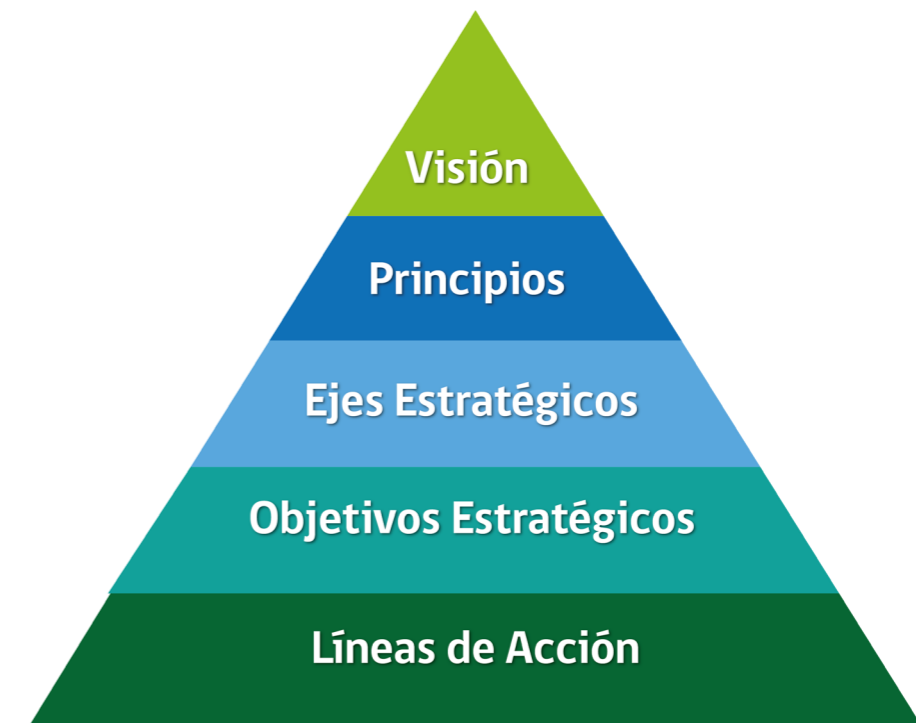 Visión
Principios
Ejes Estratégicos
Objetivos Estratégicos
Líneas de Acción